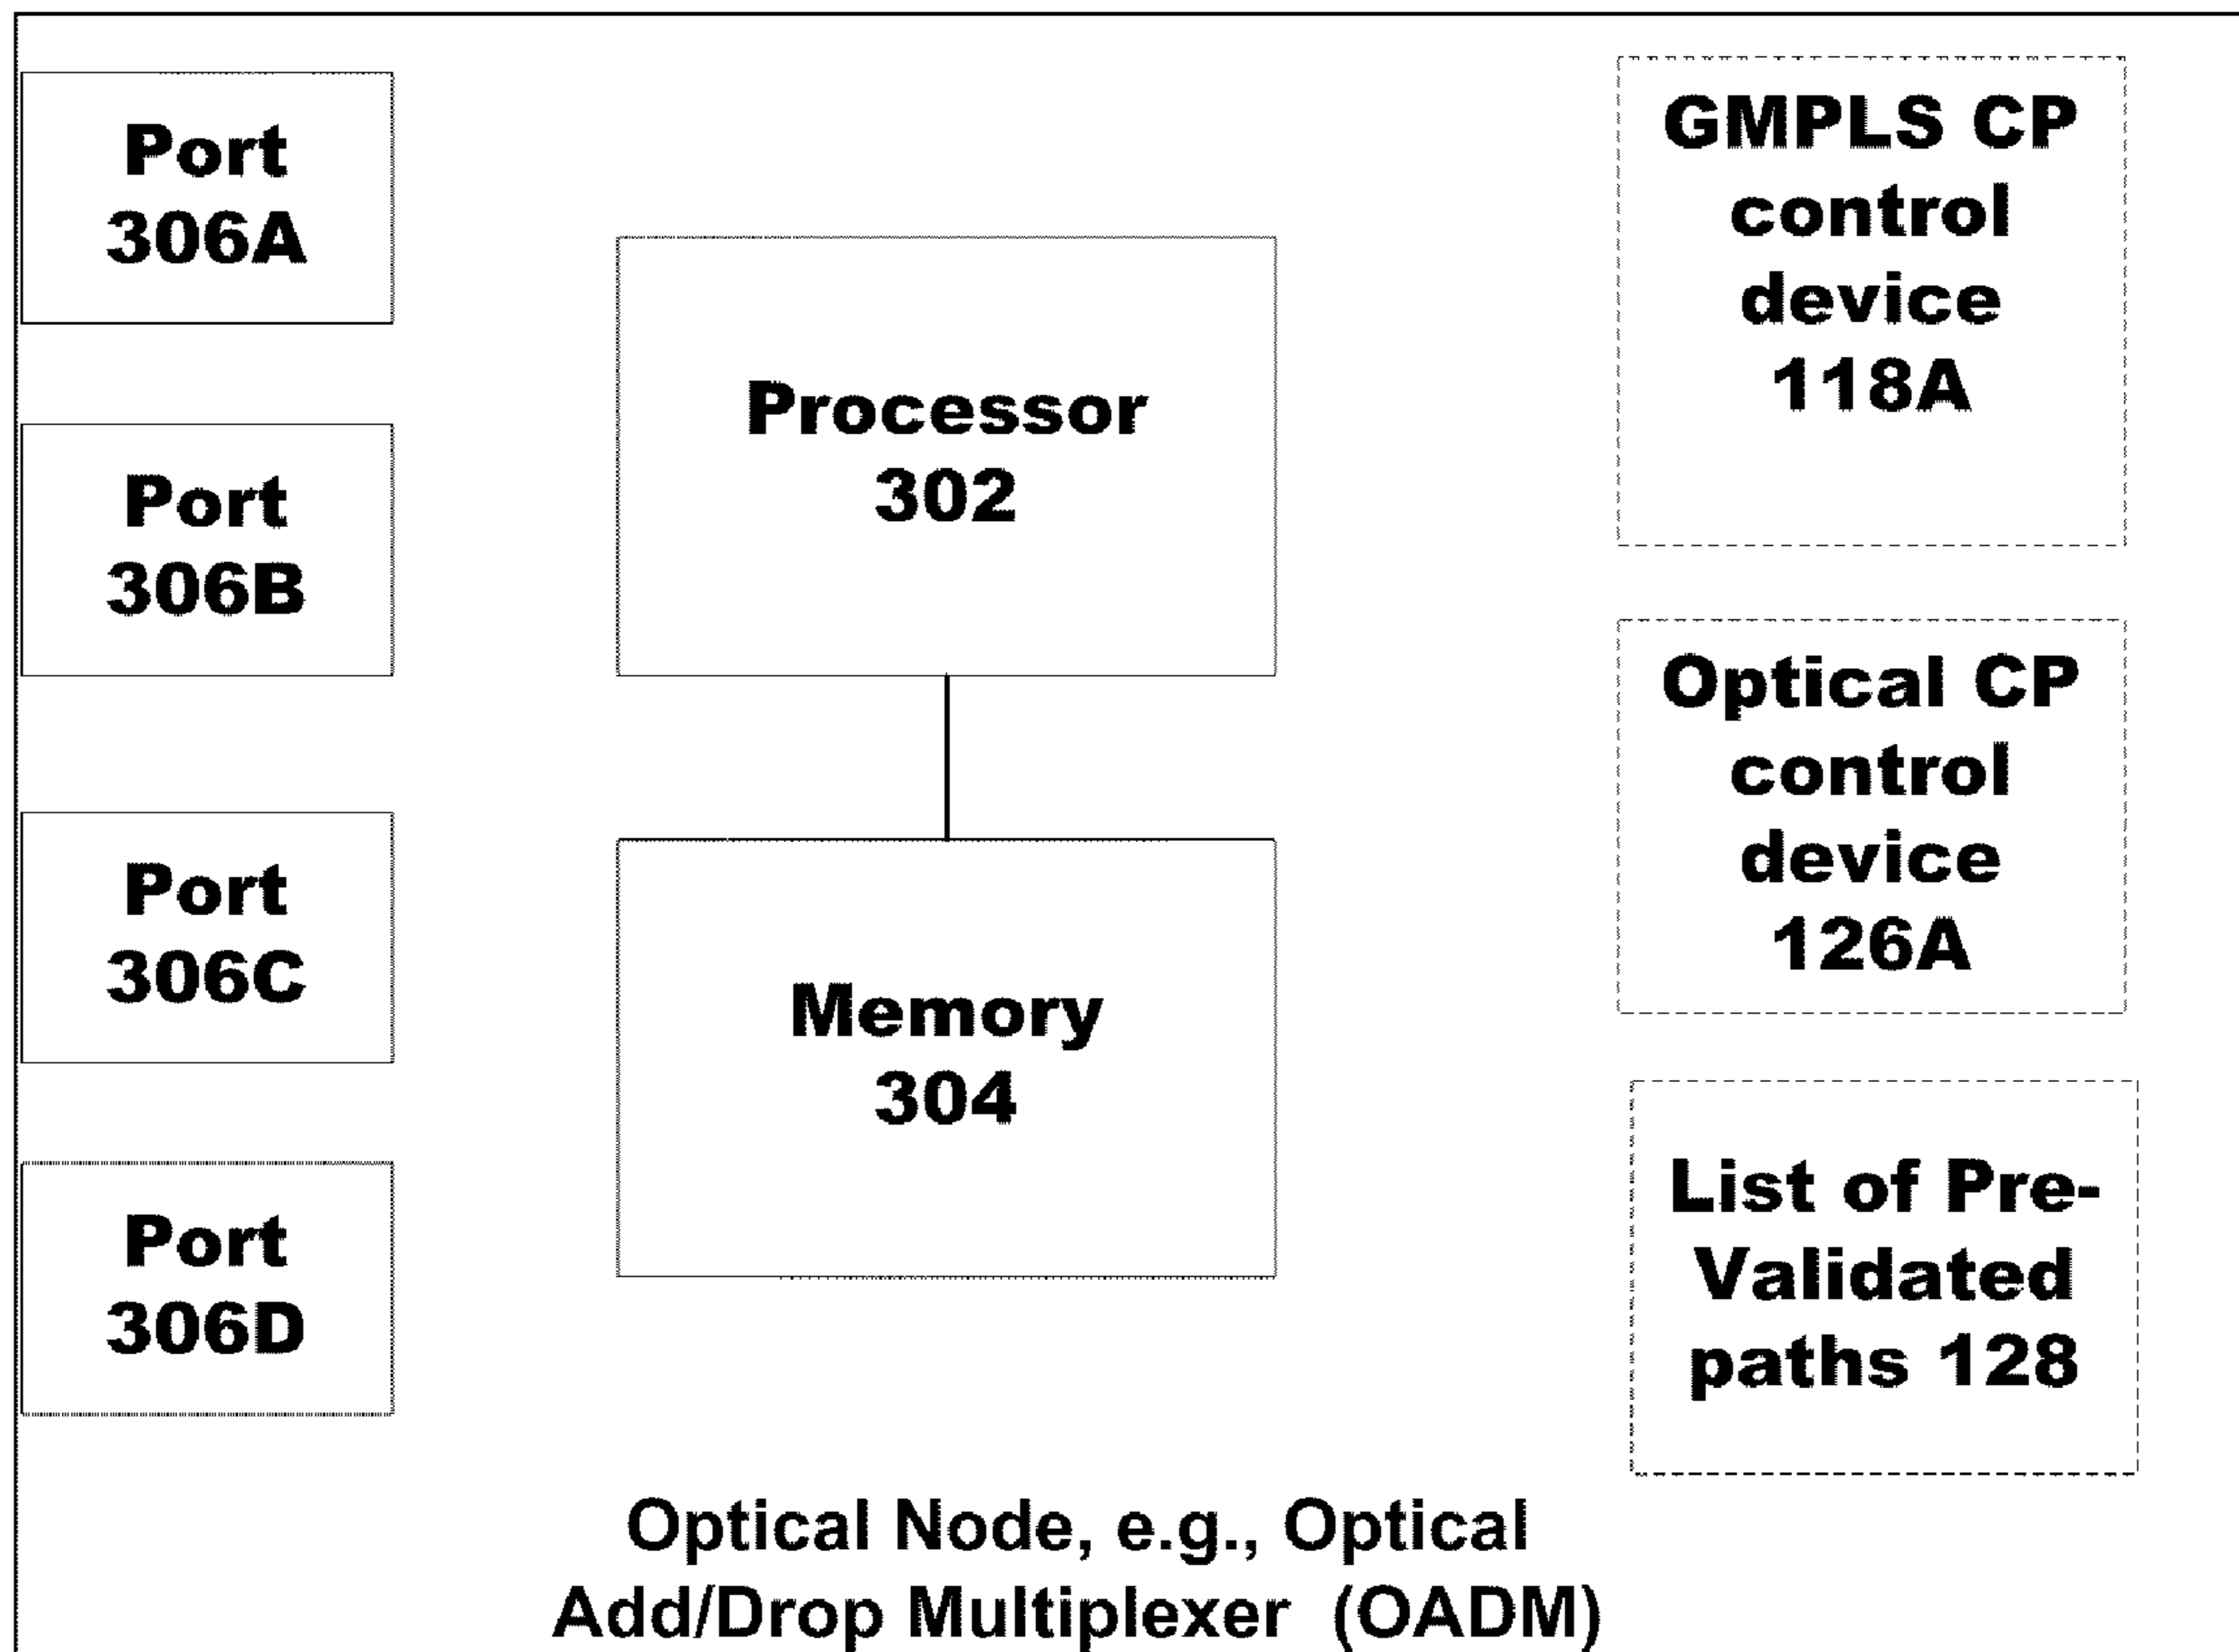 Port
306A
Port
306B
Port
306C
Port
306D
Processor
302
Memory
304
GMPLS CP
control
device
118A
Optical CP
control
device
126A
List of Pre-
Validated
paths 128
Optical Node, e.g., Optical
Add/Drop Multiplexer (OADM)